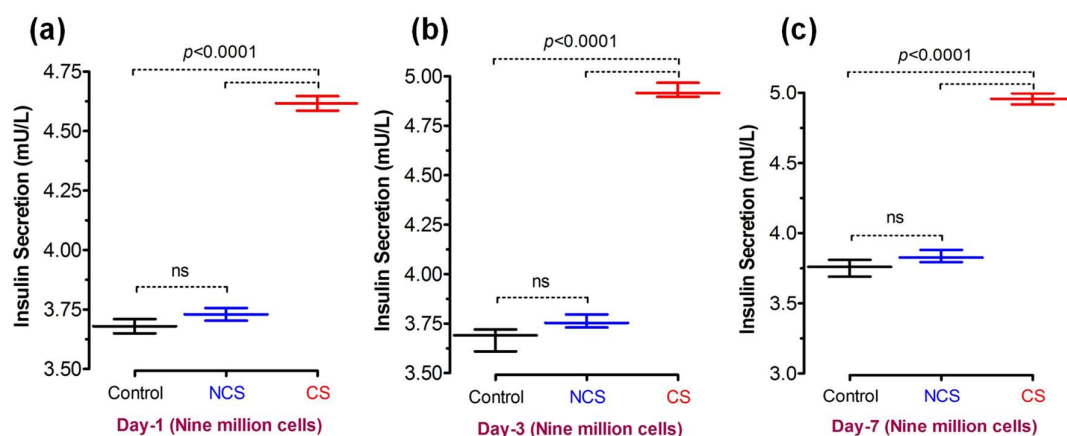 (a)
p<0.0001
Insulin Secretion (mU/L)
4.75
4.50
4.25
4.00
3.75
3.50
ns
Control NCS CS
Day-1 (Nine million cells)
(b)
p<0.0001
Insulin Secretion (mU/L)
5.00
4.75
4.50
4.25
4.00
3.75
3.50
ns
Control NCS CS
Day-3 (Nine million cells)
(c)
p<0.0001
Insulin Secretion (mU/L)
5.0
4.5
4.0
3.5
3.0
ns
Control NCS CS
Day-7 (Nine million cells)